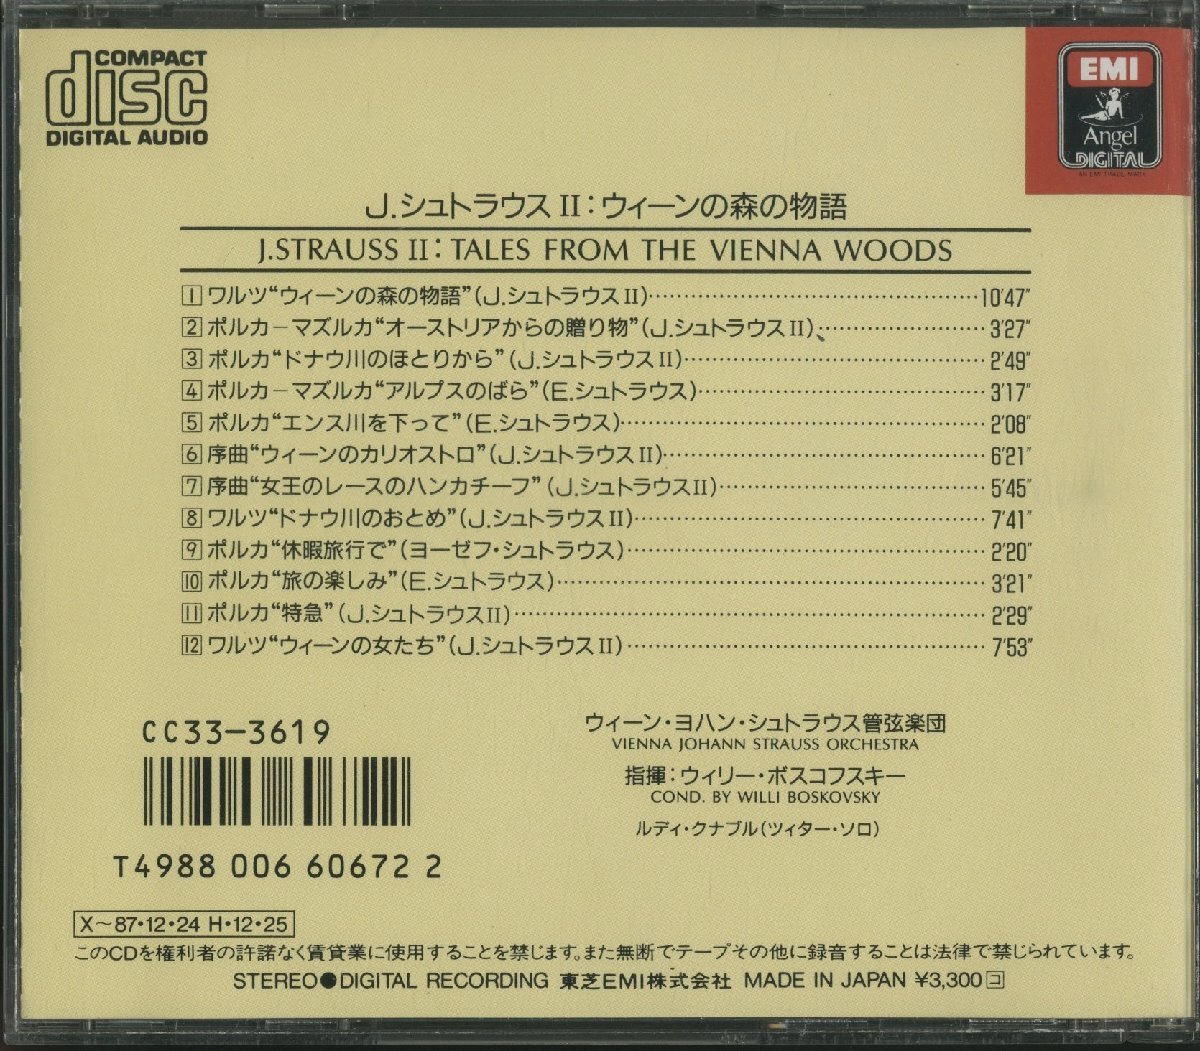 COMPACT
disc
DIGITAL AUDIO
EMI
Angel
DIGITAL
AN EMI TRADE MARK
J.シュトラウス II：ウィーンの森の物語
J.STRAUSS II：TALES FROM THE VIENNA WOODS
1 ワルツ“ウィーンの森の物語”(J.シュトラウス II)……………………………………10′47″
2 ポルカーマズルカ“オーストリアからの贈り物”(J.シュトラウス II)……………………3′27″
3 ポルカ“ドナウ川のほとりから”(J.シュトラウス II)……………………………………2′49″
4 ポルカーマズルカ“アルプスのばら”(E.シュトラウス)…………………………………3′17″
5 ポルカ“エンス川を下って”(E.シュトラウス)……………………………………………2′08″
6 序曲“ウィーンのカリオストロ”(J.シュトラウス II)……………………………………6′21″
7 序曲“女王のレースのハンカチーフ”(J.シュトラウスII)………………………………5′45″
8 ワルツ“ドナウ川のおとめ”(J.シュトラウス II)…………………………………………7′41″
9 ポルカ“休暇旅行で”(ヨーゼフ・シュトラウス)…………………………………………2′20″
10 ポルカ“旅の楽しみ”(E.シュトラウス)…………………………………………………3′21″
11 ポルカ“特急”(J.シュトラウスII)………………………………………………………2′29″
12 ワルツ“ウィーンの女たち”(J.シュトラウス II)…………………………………………7′53″
CC33-3619
T4988 006 60672 2
ウィーン・ヨハン・シュトラウス管弦楽団
VIENNA JOHANN STRAUSS ORCHESTRA
指揮：ウィリー・ボスコフスキー
COND. BY WILLI BOSKOVSKY
ルディ・クナブル(ツィター・ソロ)
X～87・12・24 H・12・25
このCDを権利者の許諾なく賃貸業に使用することを禁じます。また無断でテープその他に録音することは法律で禁じられています。
STEREO●DIGITAL RECORDING 東芝EMI株式会社 MADE IN JAPAN ¥3,300コ